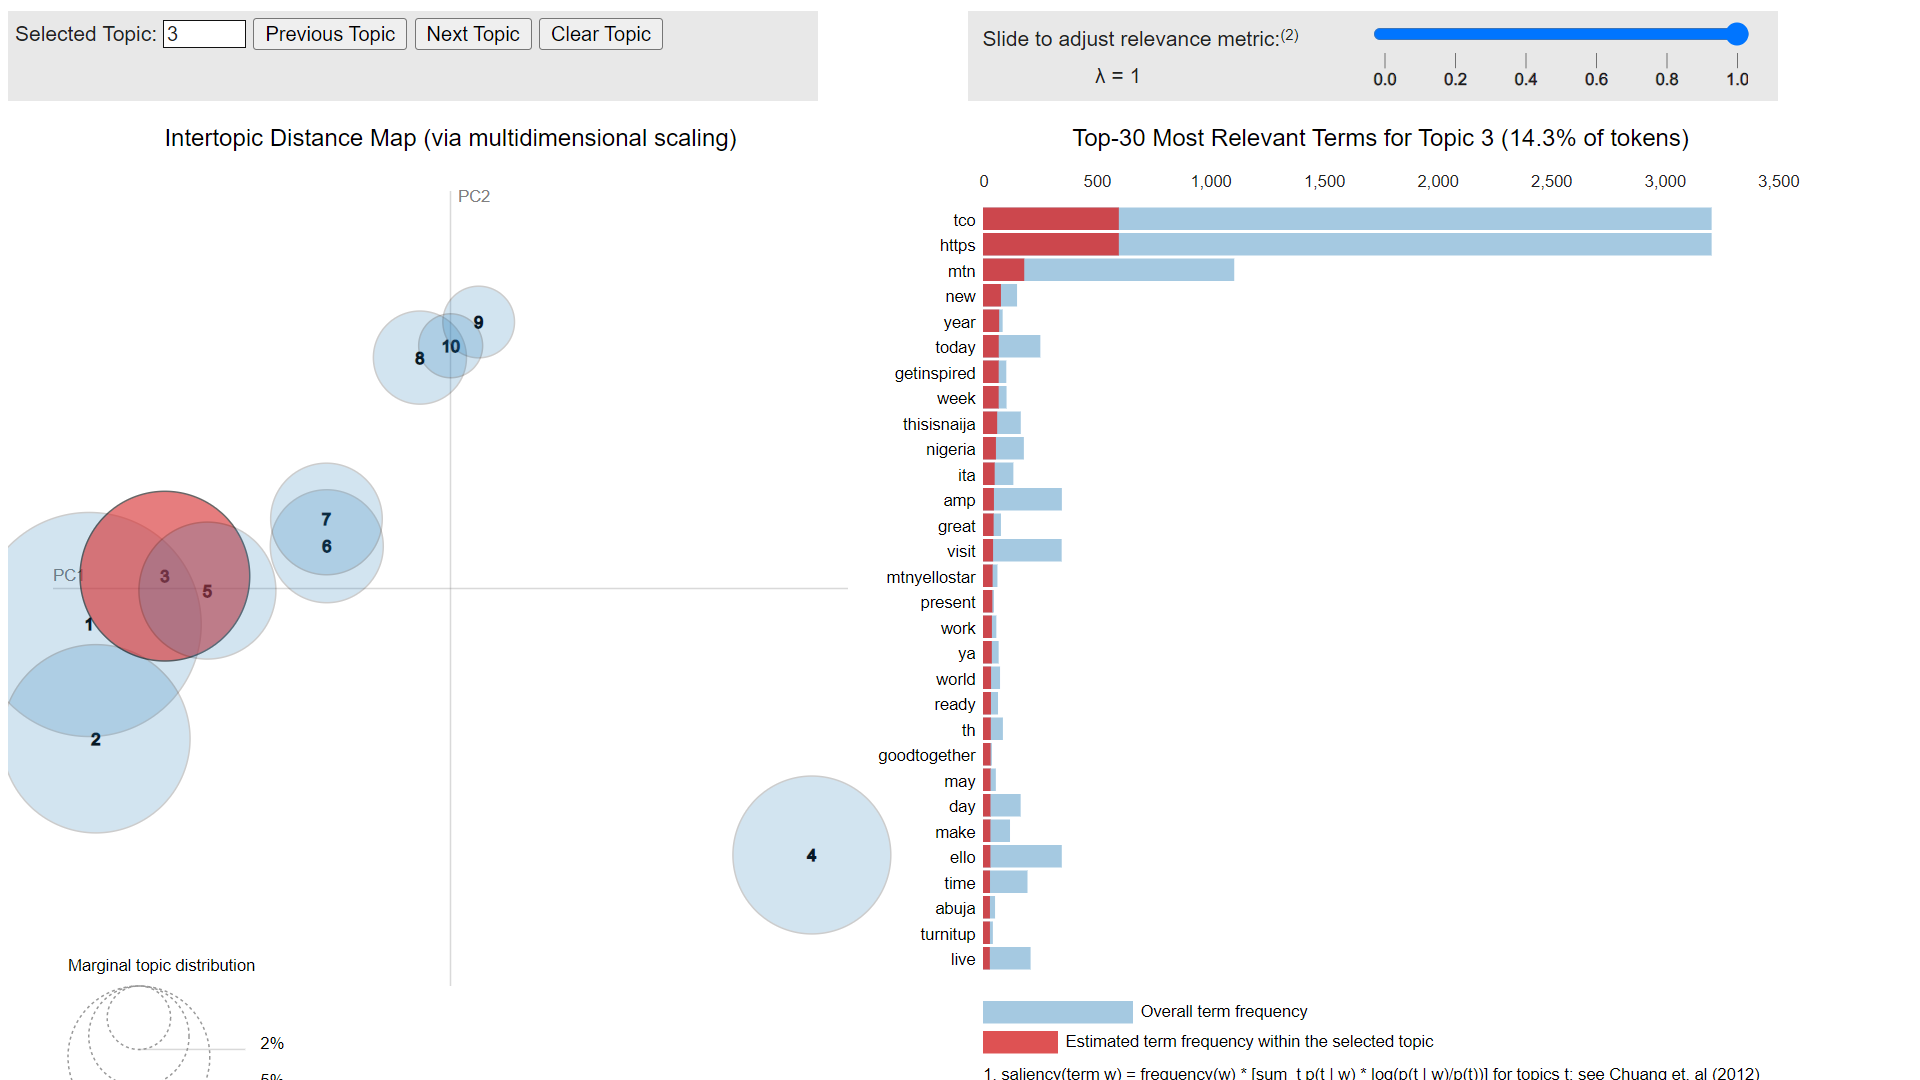 Selected Topic: 3 Previous Topic Next Topic Clear Topic
Slide to adjust relevance metric:(2)
λ = 1
0.0 0.2 0.4 0.6 0.8 1.0
Intertopic Distance Map (via multidimensional scaling)
PC2
PC1
9
10
8
7
6
3
5
1
2
4
Marginal topic distribution
2%
5%
Top-30 Most Relevant Terms for Topic 3 (14.3% of tokens)
0 500 1,000 1,500 2,000 2,500 3,000 3,500
tco
https
mtn
new
year
today
getinspired
week
thisisnaija
nigeria
ita
amp
great
visit
mtnyellostar
present
work
ya
world
ready
th
goodtogether
may
day
make
ello
time
abuja
turnitup
live
Overall term frequency
Estimated term frequency within the selected topic
1. saliency(term w) = frequency(w) * [sum_t p(t | w) * log(p(t | w)/p(t))] for topics t; see Chuang et. al (2012)